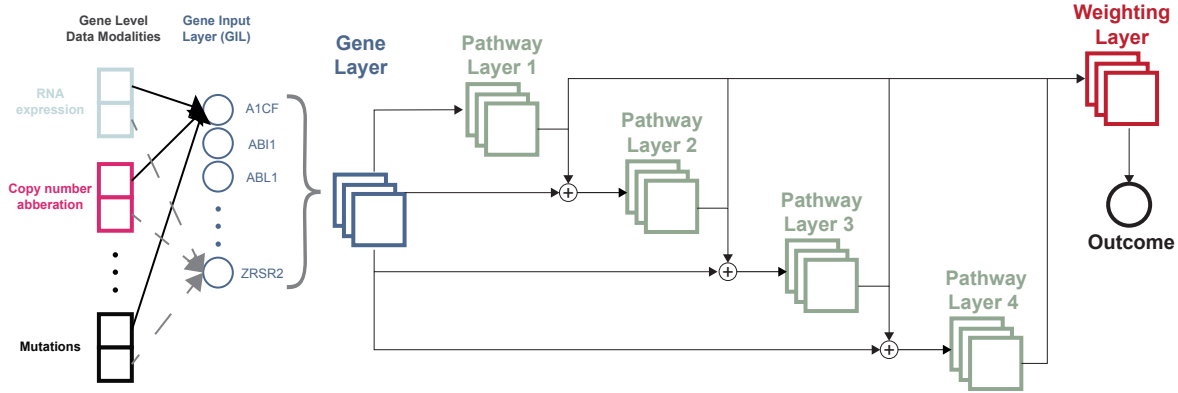 Gene Level
Data Modalities
Gene Input
Layer (GIL)
RNA
expression
Copy number
abberation
Mutations
A1CF
ABI1
ABL1
ZRSR2
Gene
Layer
Pathway
Layer 1
Pathway
Layer 2
Pathway
Layer 3
Pathway
Layer 4
Weighting
Layer
Outcome